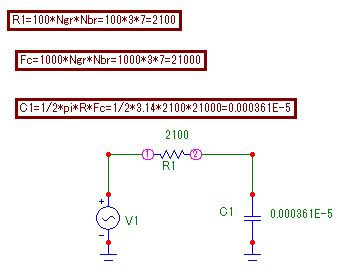 R1=100*Ngr*Nbr=100*3*7=2100
Fc=1000*Ngr*Nbr=1000*3*7=21000
C1=1/2*pi*R*Fc=1/2*3.14*2100*21000=0.000361E-5
2100
1
2
R1
V1
C1
0.000361E-5